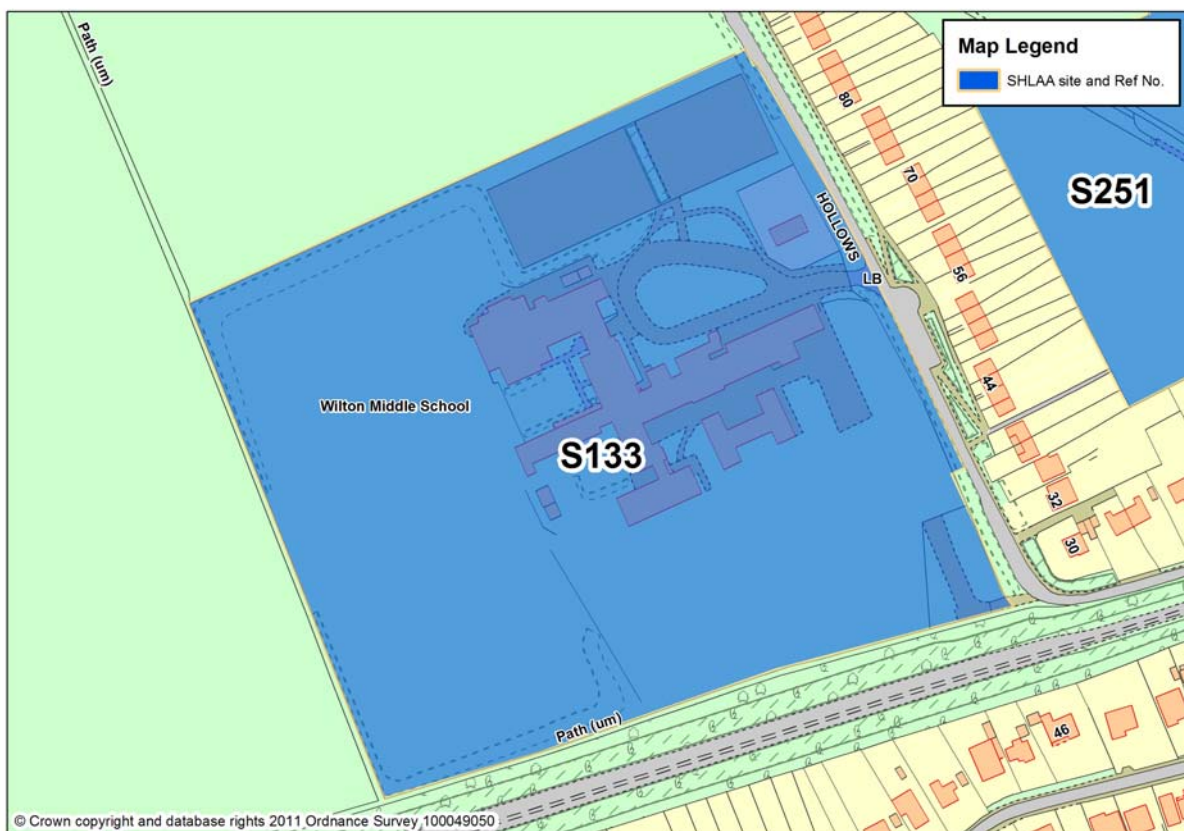 Path (um)
Map Legend
SHLAA site and Ref No.
80
70
S251
HOLLOWS
56
LB
44
Wilton Middle School
S133
32
30
Path (um)
46
© Crown copyright and database rights 2011 Ordnance Survey 100049050